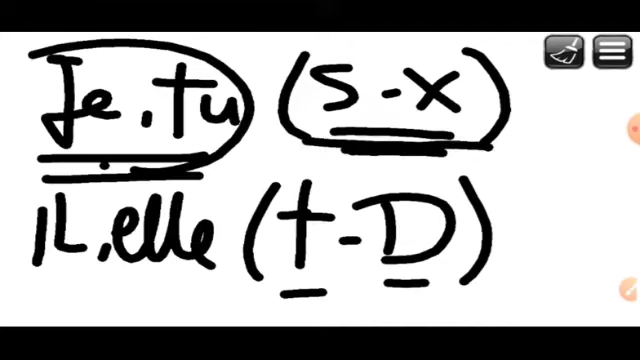 Je, tu (s - x)
iL, elle (t - D)